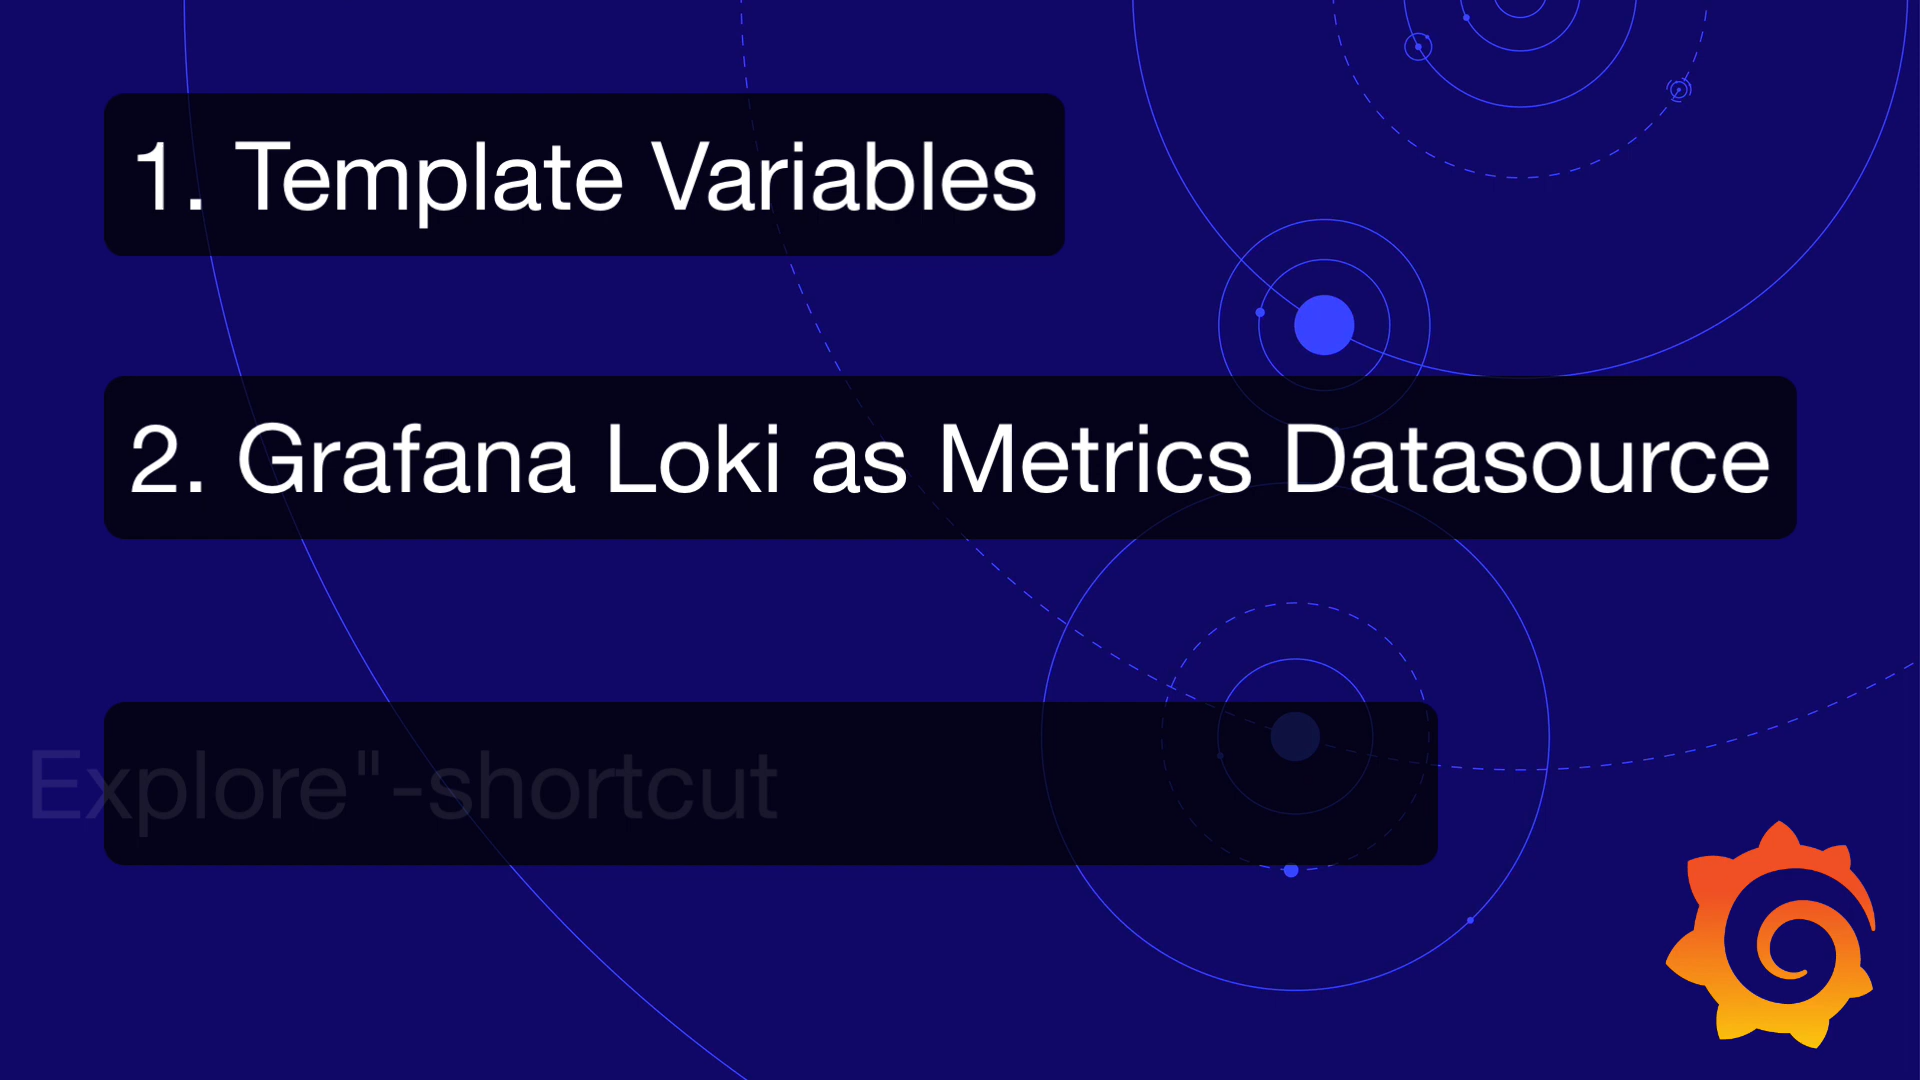 1. Template Variables
2. Grafana Loki as Metrics Datasource
Explore"-shortcut